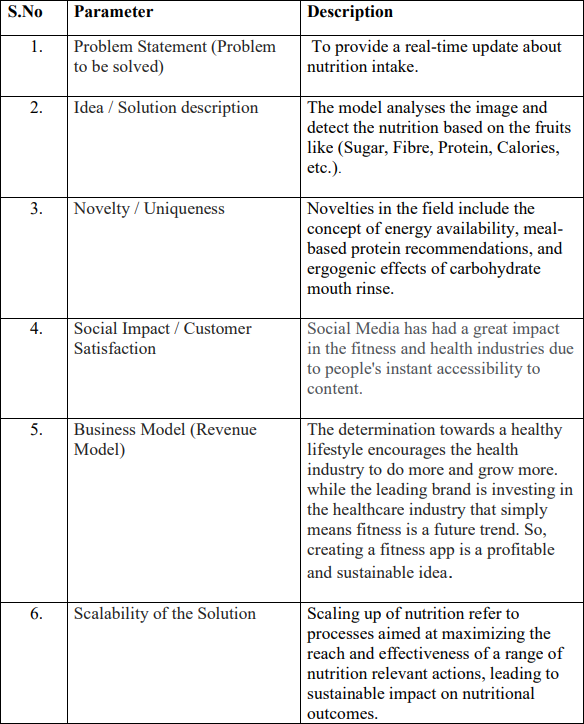 S.No Parameter Description
1. Problem Statement (Problem
to be solved)
To provide a real-time update about
nutrition intake.
2. Idea / Solution description
The model analyses the image and
detect the nutrition based on the fruits
like (Sugar, Fibre, Protein, Calories,
etc.).
3. Novelty / Uniqueness
Novelties in the field include the
concept of energy availability, meal-
based protein recommendations, and
ergogenic effects of carbohydrate
mouth rinse.
4. Social Impact / Customer
Satisfaction
Social Media has had a great impact
in the fitness and health industries due
to people's instant accessibility to
content.
5. Business Model (Revenue
Model)
The determination towards a healthy
lifestyle encourages the health
industry to do more and grow more.
while the leading brand is investing in
the healthcare industry that simply
means fitness is a future trend. So,
creating a fitness app is a profitable
and sustainable idea.
6. Scalability of the Solution
Scaling up of nutrition refer to
processes aimed at maximizing the
reach and effectiveness of a range of
nutrition relevant actions, leading to
sustainable impact on nutritional
outcomes.